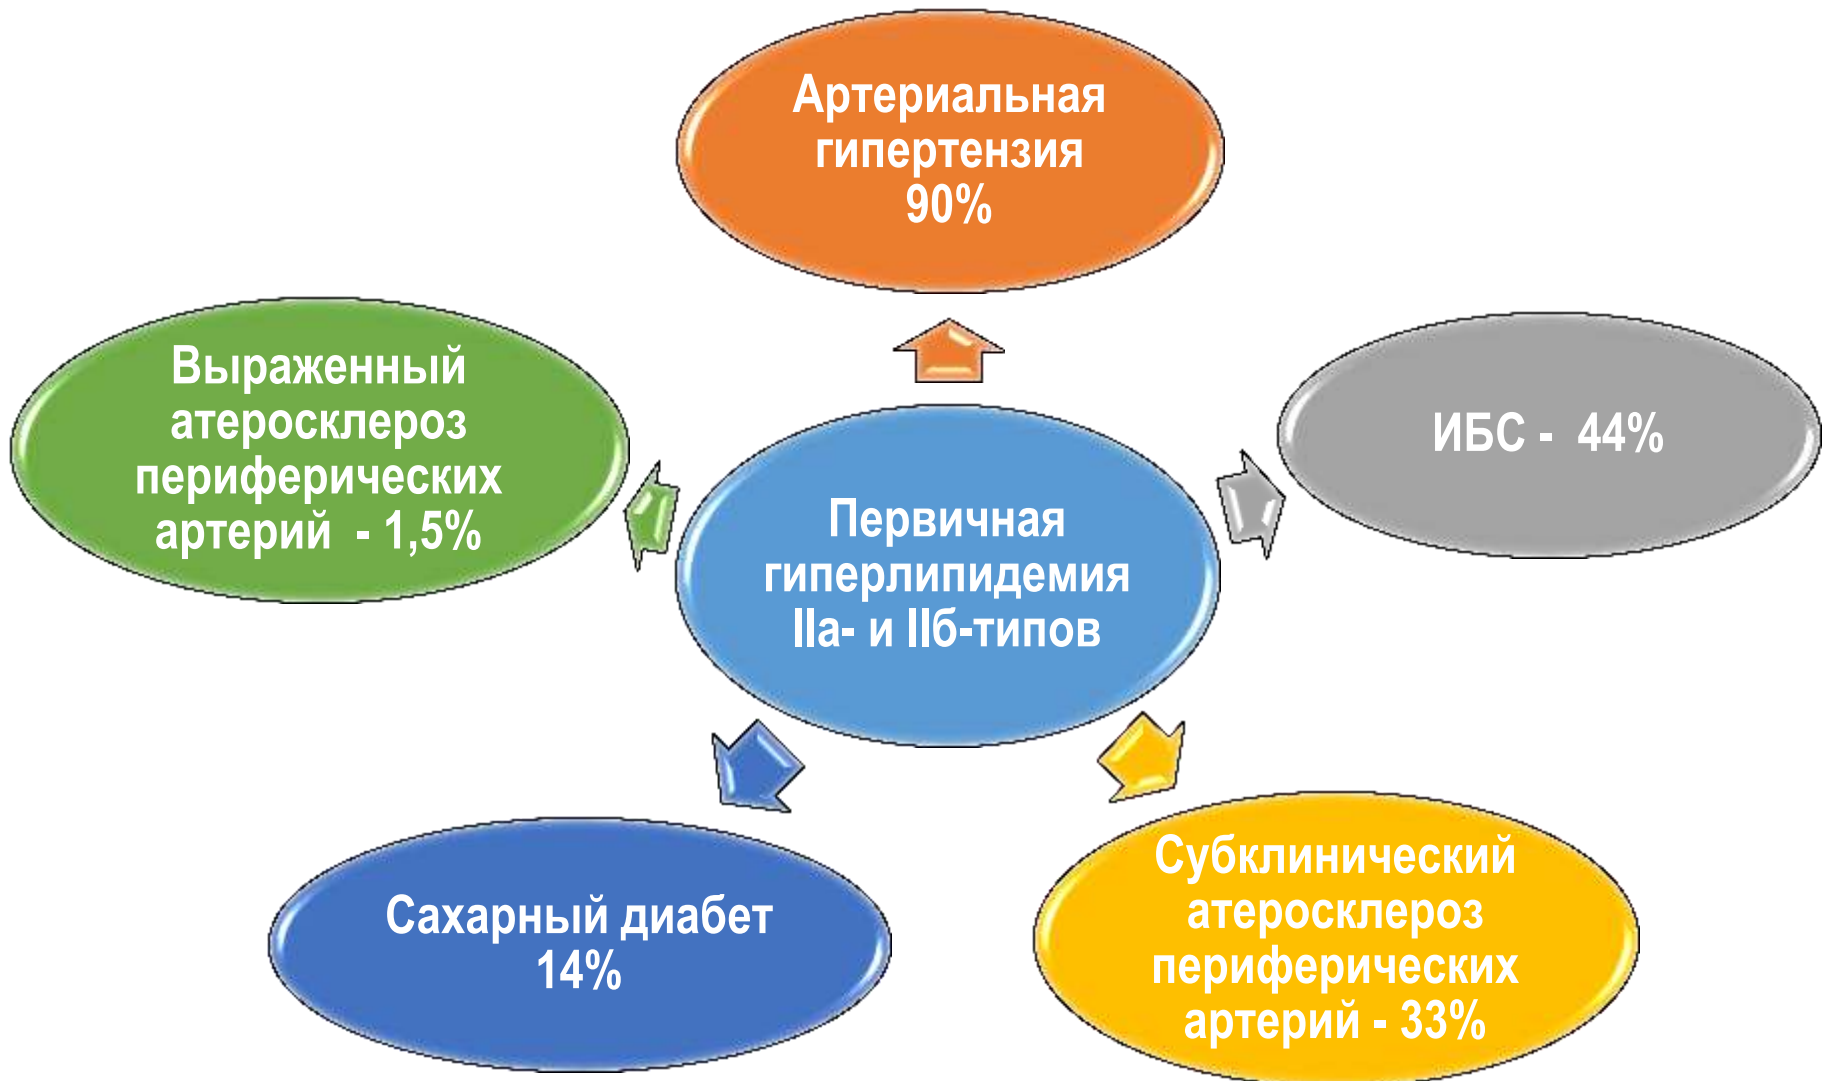 Артериальная
гипертензия
90%
Выраженный
атеросклероз
периферических
артерий - 1,5%
ИБС - 44%
Первичная
гиперлипидемия
IIа- и IIб-типов
Сахарный диабет
14%
Субклинический
атеросклероз
периферических
артерий - 33%